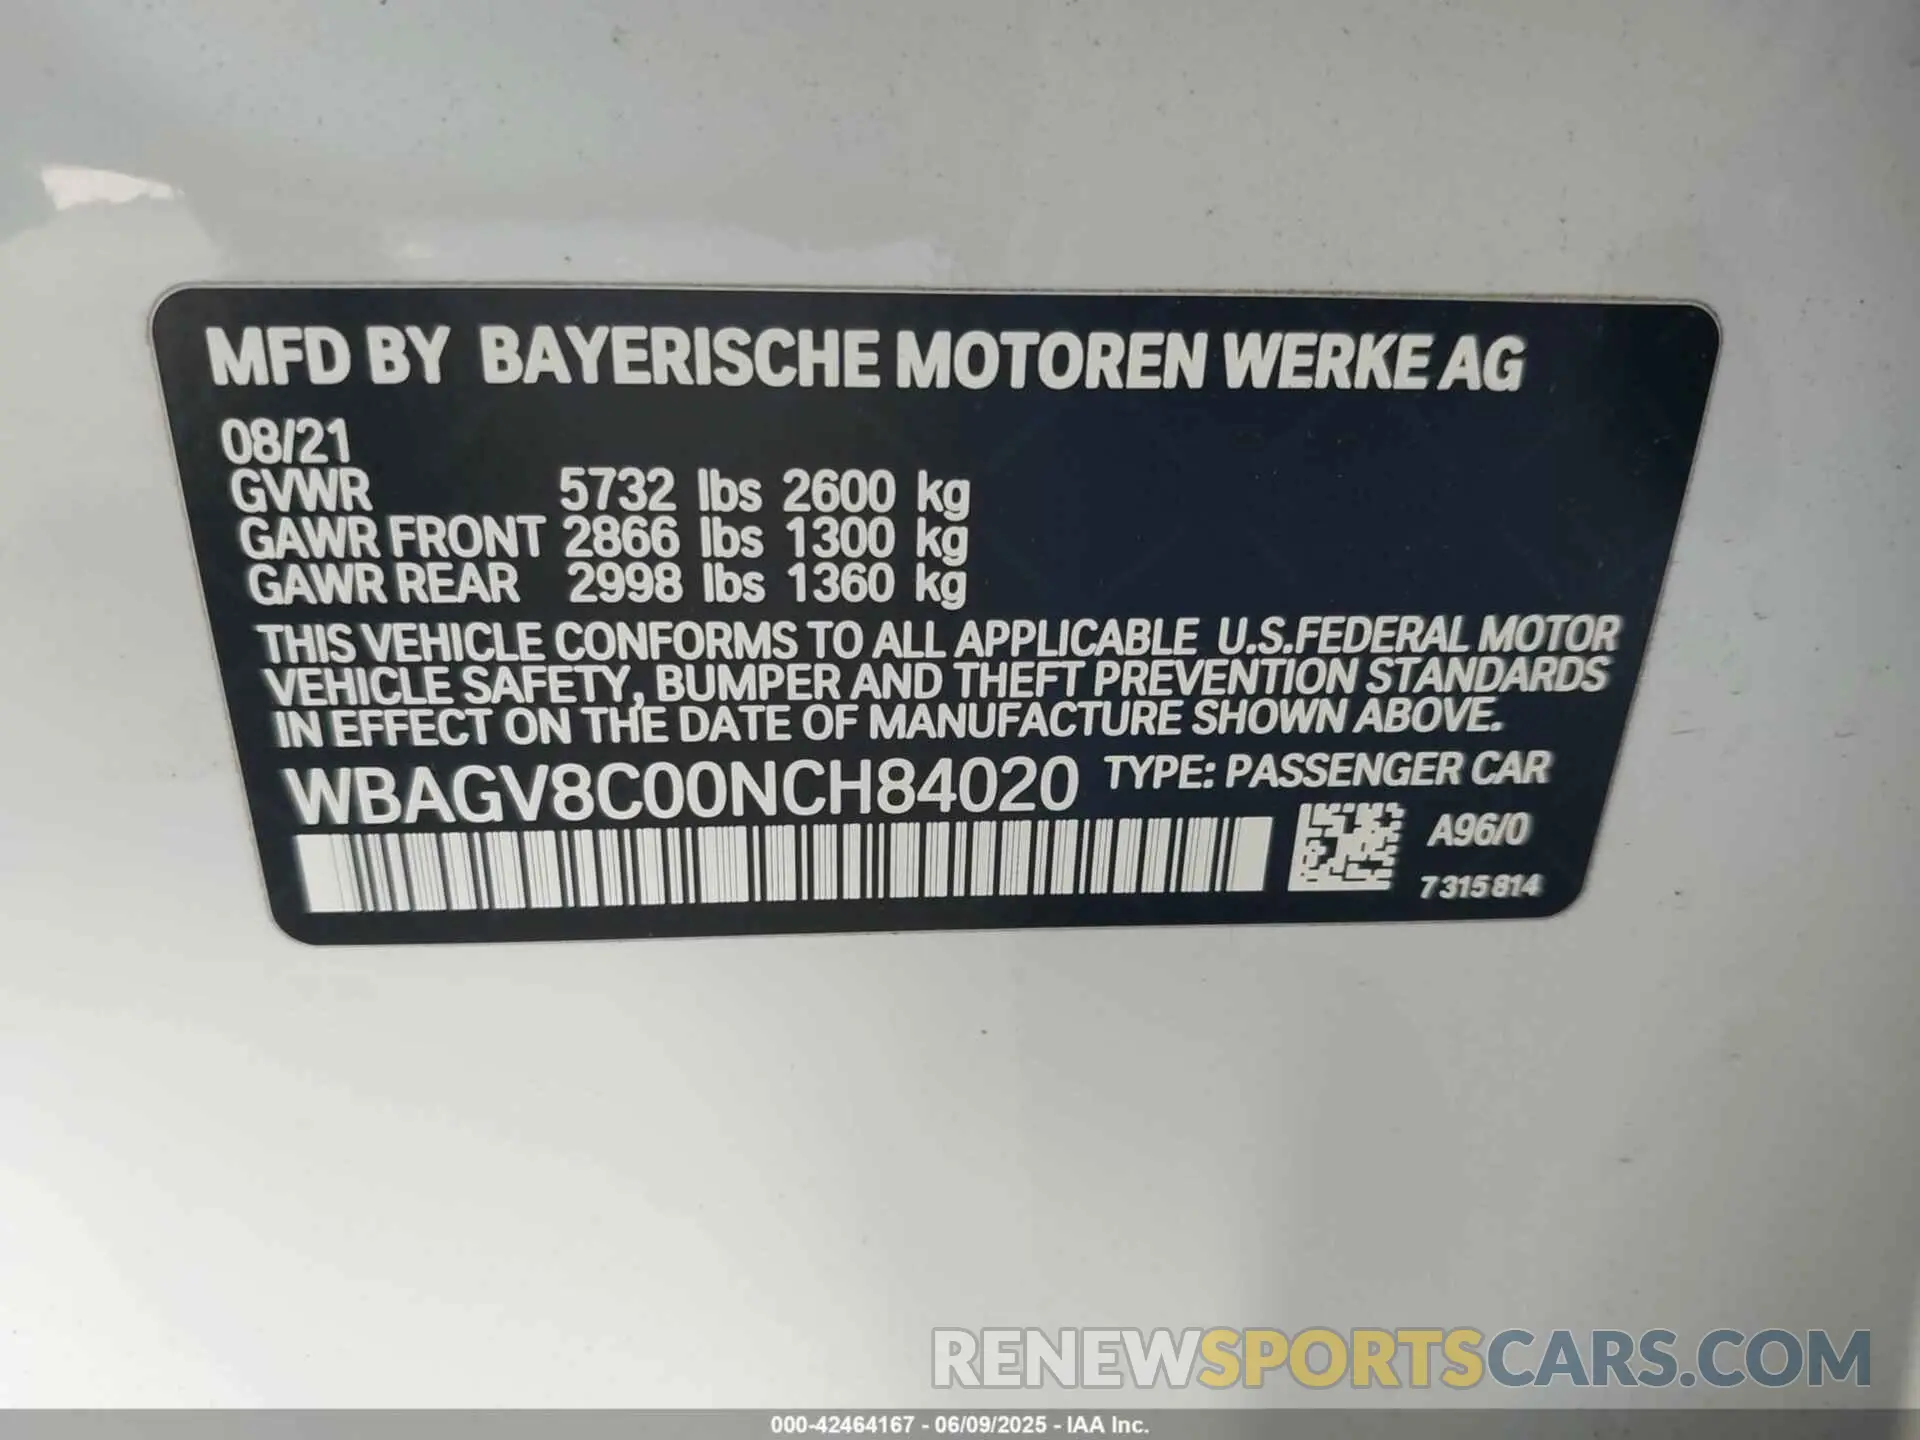 MFD BY BAYERISCHE MOTOREN WERKE AG
08/21
GVWR 5732 lbs 2600 kg
GAWR FRONT 2866 lbs 1300 kg
GAWR REAR 2998 lbs 1360 kg
THIS VEHICLE CONFORMS TO ALL APPLICABLE U.S.FEDERAL MOTOR
VEHICLE SAFETY, BUMPER AND THEFT PREVENTION STANDARDS
IN EFFECT ON THE DATE OF MANUFACTURE SHOWN ABOVE.
WBAGV8C00NCH84020 TYPE: PASSENGER CAR
A96/0
7 315 814
RENEWSPORTSCARS.COM
000-42464167 - 06/09/2025 - IAA Inc.